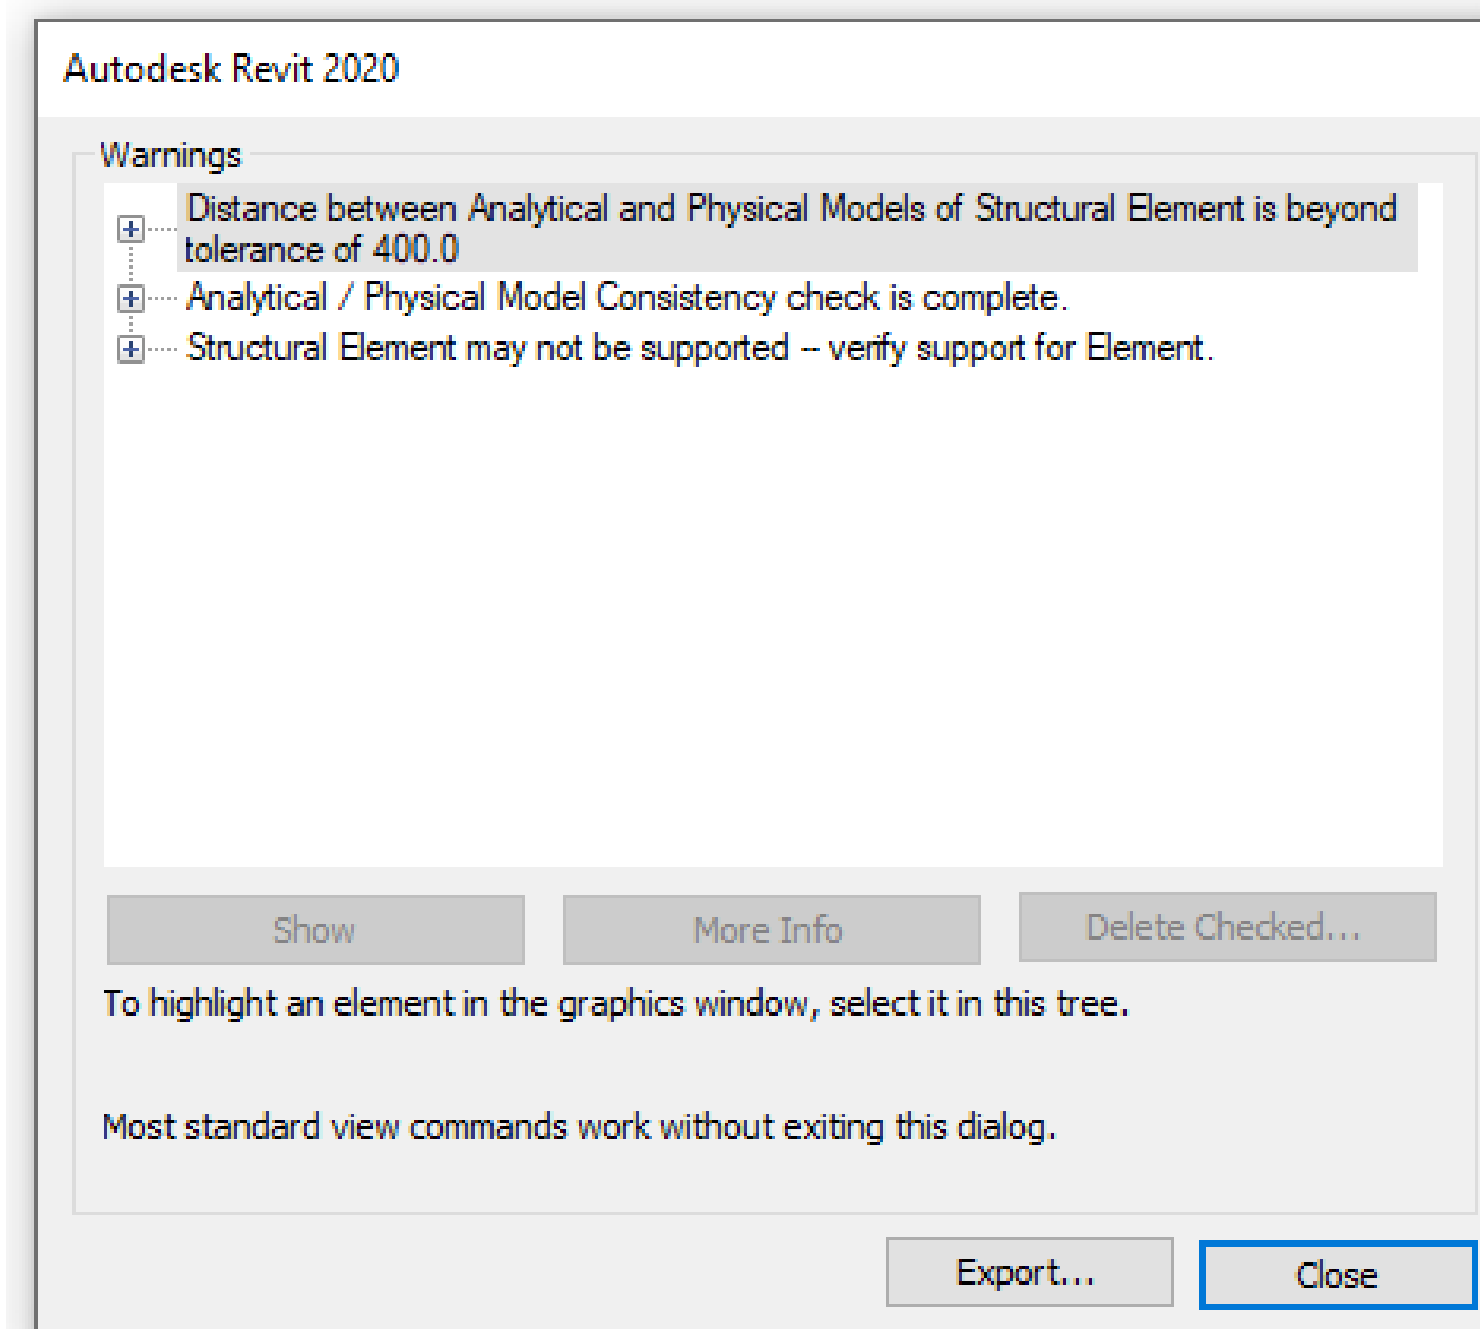 Autodesk Revit 2020
Warnings
Distance between Analytical and Physical Models of Structural Element is beyond
tolerance of 400.0
Analytical / Physical Model Consistency check is complete.
Structural Element may not be supported -- verify support for Element.
Show
More Info
Delete Checked...
To highlight an element in the graphics window, select it in this tree.
Most standard view commands work without exiting this dialog.
Export...
Close